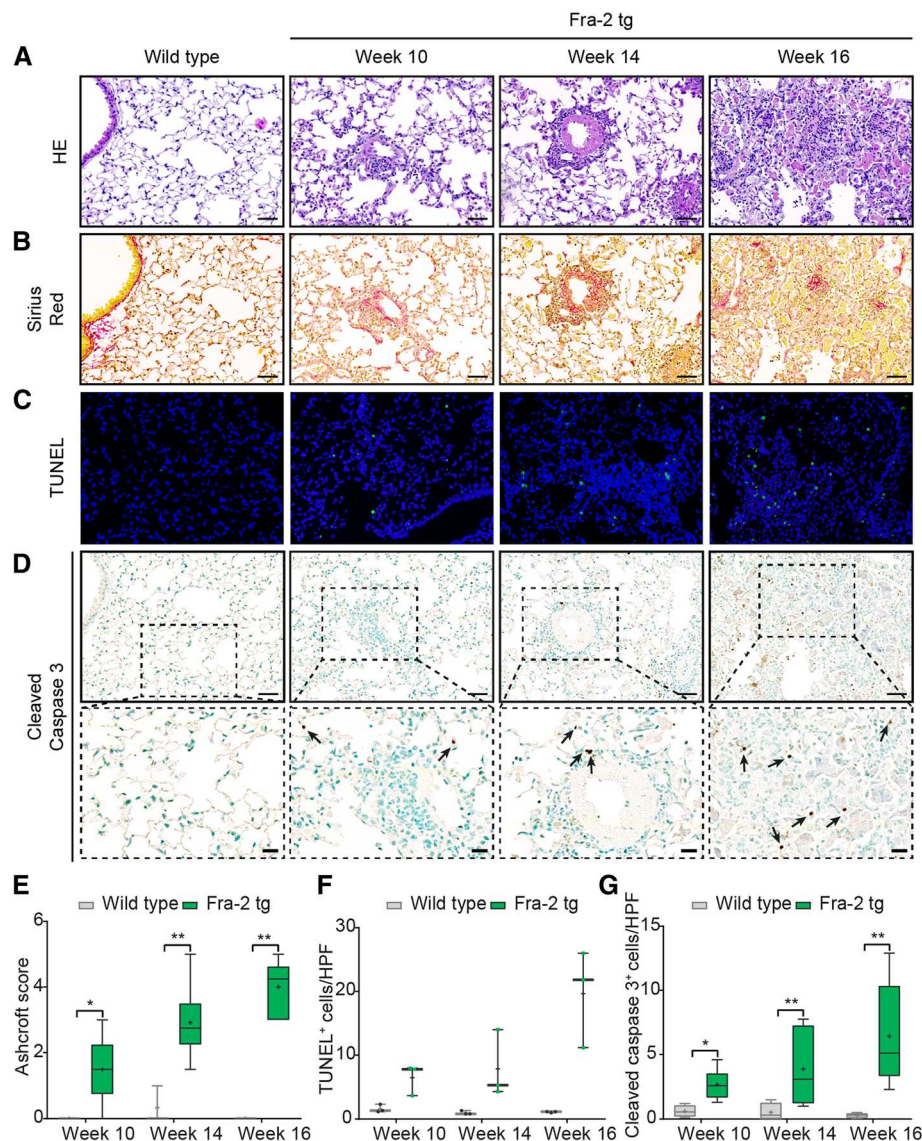 Fra-2 tg
Wild type Week 10 Week 14 Week 16
A
HE
B
Sirius
Red
C
TUNEL
D
Cleaved
Caspase 3
E
Wild type Fra-2 tg
Ashcroft score
6
4
2
0
*
**
**
Week 10 Week 14 Week 16
F
Wild type Fra-2 tg
TUNEL+ cells/HPF
30
20
10
0
Week 10 Week 14 Week 16
G
Wild type Fra-2 tg
Cleaved caspase 3+ cells/HPF
15
10
5
0
*
**
**
Week 10 Week 14 Week 16